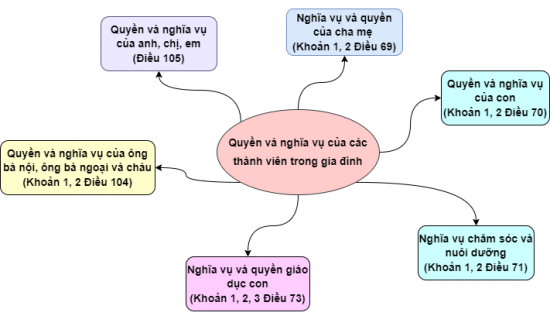 Quyền và nghĩa vụ
của anh, chị, em
(Điều 105)
Nghĩa vụ và quyền
của cha mẹ
(Khoản 1, 2 Điều 69)
Quyền và nghĩa vụ
của con
(Khoản 1, 2 Điều 70)
Quyền và nghĩa vụ của các
thành viên trong gia đình
Quyền và nghĩa vụ của ông
bà nội, ông bà ngoại và cháu
(Khoản 1, 2 Điều 104)
Nghĩa vụ chăm sóc và
nuôi dưỡng
(Khoản 1, 2 Điều 71)
Nghĩa vụ và quyền giáo
dục con
(Khoản 1, 2, 3 Điều 73)